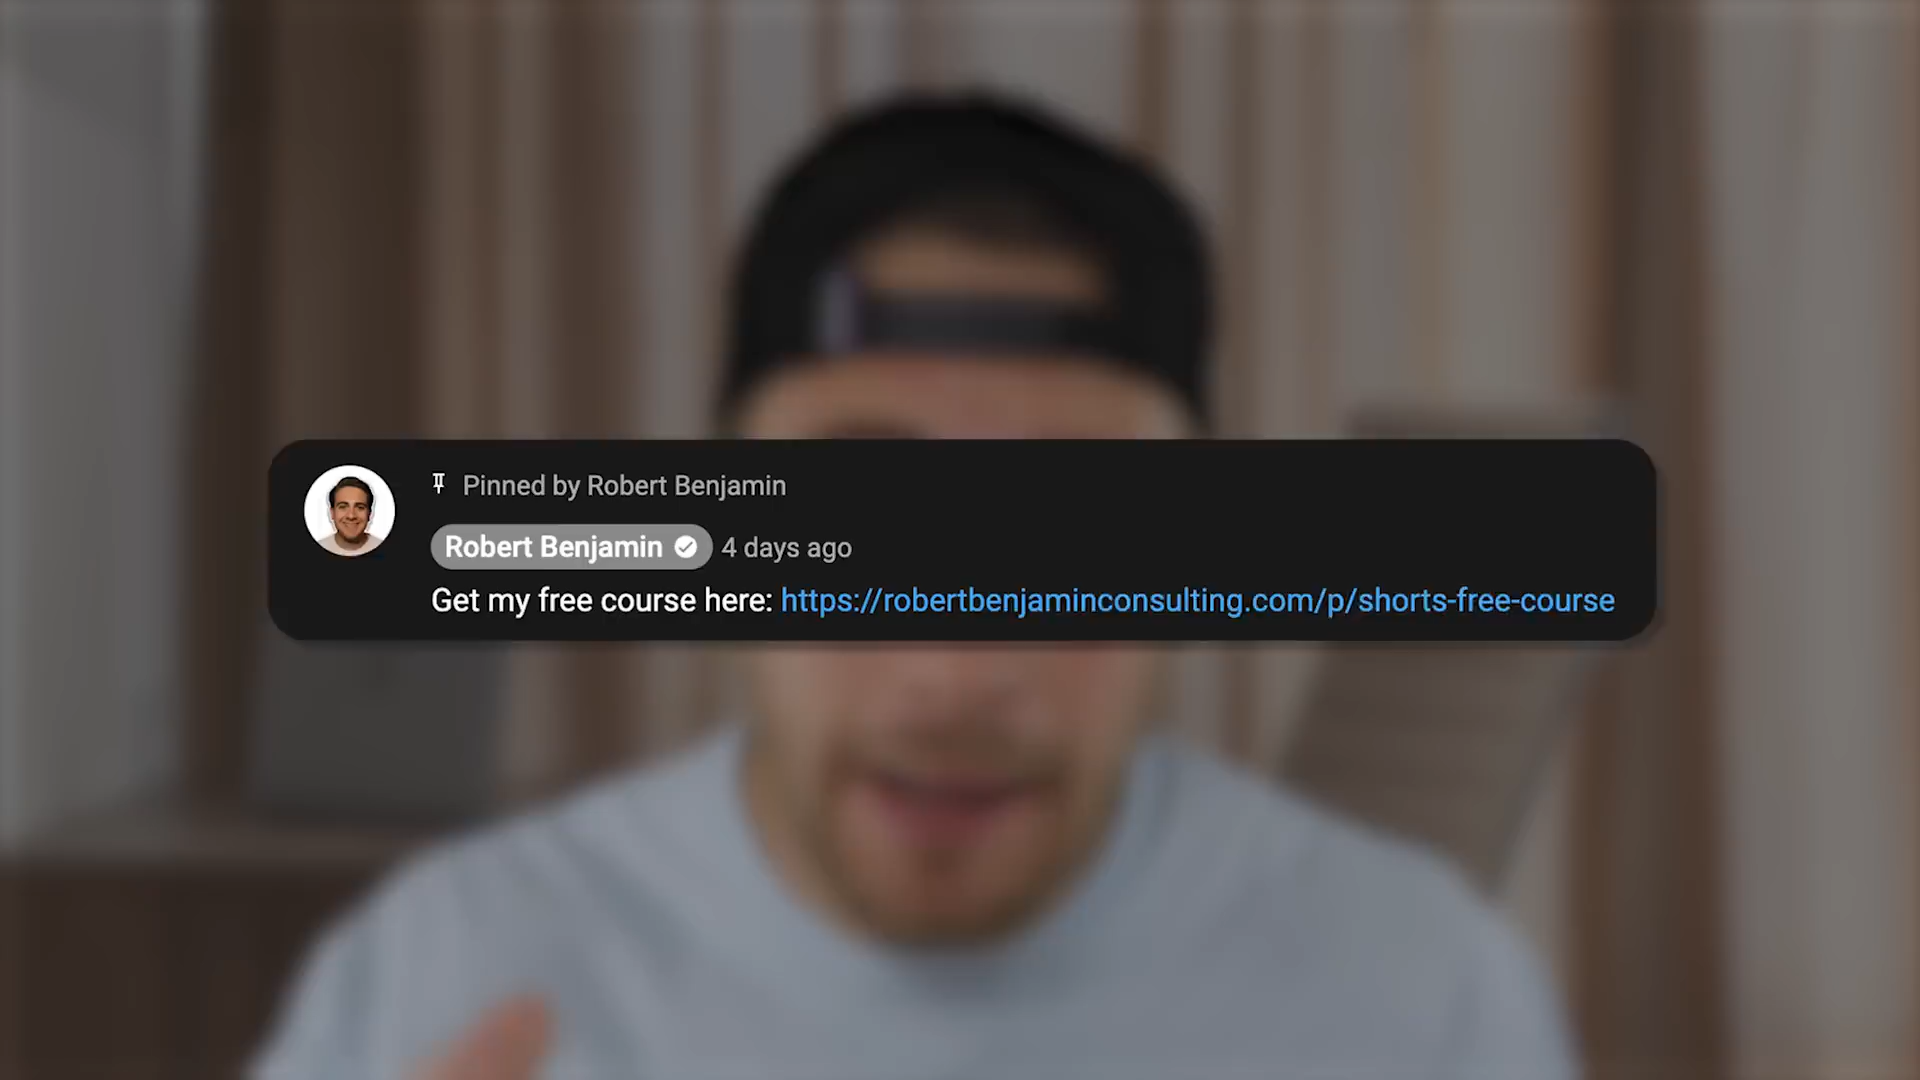 Pinned by Robert Benjamin
Robert Benjamin 4 days ago
Get my free course here: https://robertbenjaminconsulting.com/p/shorts-free-course